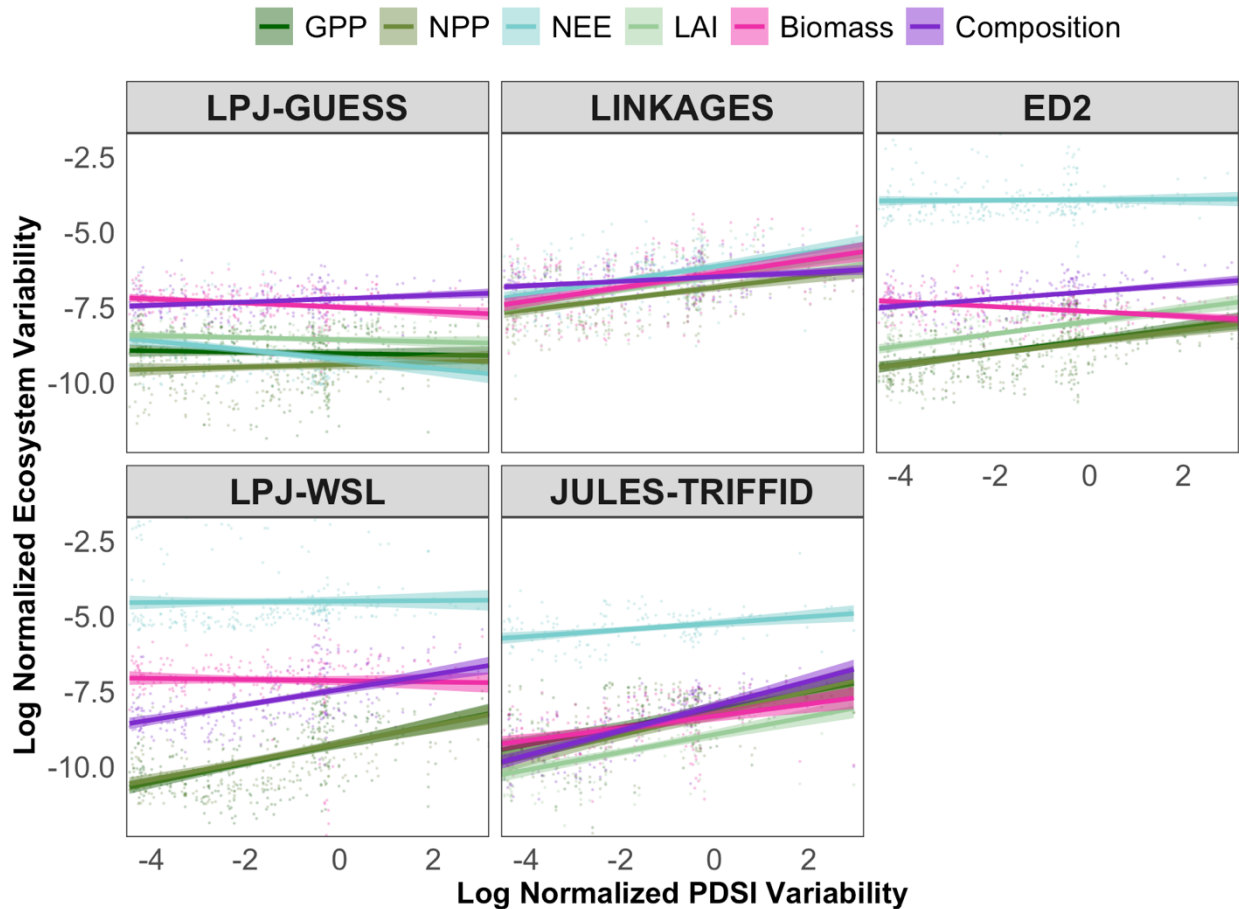 GPP NPP NEE LAI Biomass Composition
LPJ-GUESS LINKAGES ED2
-2.5
-5.0
-7.5
-10.0
-4 -2 0 2
LPJ-WSL JULES-TRIFFID
-2.5
-5.0
-7.5
-10.0
-4 -2 0 2 -4 -2 0 2
Log Normalized PDSI Variability
Log Normalized Ecosystem Variability